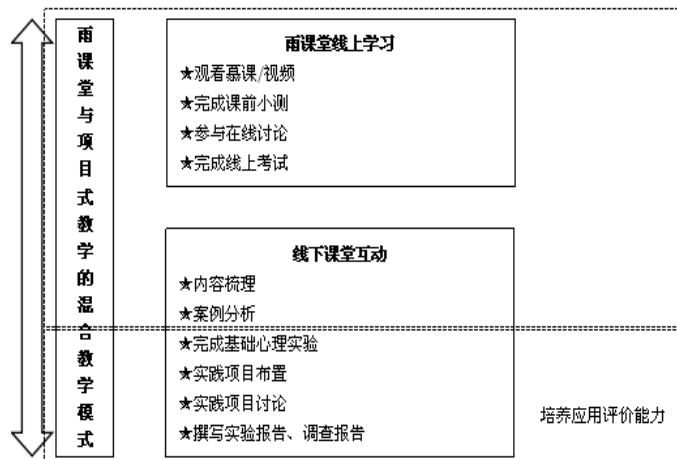 雨课堂与项目式教学的混合教学模式
雨课堂线上学习
★观看慕课/视频
★完成课前小测
★参与在线讨论
★完成线上考试
线下课堂互动
★内容梳理
★案例分析
★完成基础心理实验
★实践项目布置
★实践项目讨论
★撰写实验报告、调查报告
培养应用评价能力